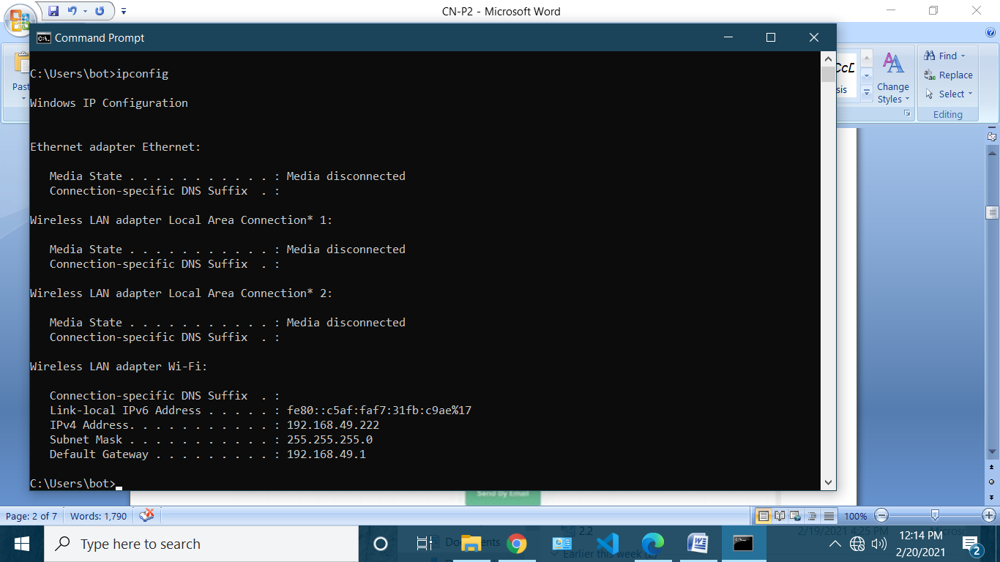 CN-P2 - Microsoft Word
Command Prompt
C:\Users\bot>ipconfig
Windows IP Configuration
Ethernet adapter Ethernet:
Media State . . . . . . . . . . . : Media disconnected
Connection-specific DNS Suffix  . :
Wireless LAN adapter Local Area Connection* 1:
Media State . . . . . . . . . . . : Media disconnected
Connection-specific DNS Suffix  . :
Wireless LAN adapter Local Area Connection* 2:
Media State . . . . . . . . . . . : Media disconnected
Connection-specific DNS Suffix  . :
Wireless LAN adapter Wi-Fi:
Connection-specific DNS Suffix  . :
Link-local IPv6 Address . . . . . : fe80::c5af:faf7:31fb:c9ae%17
IPv4 Address. . . . . . . . . . . : 192.168.49.222
Subnet Mask . . . . . . . . . . . : 255.255.255.0
Default Gateway . . . . . . . . . : 192.168.49.1
C:\Users\bot>
Past
CcD
sis
Change
Styles
Find
Replace
Select
Editing
Send By Email
Page: 2 of 7
Words: 1,790
100%
Type here to search
Documents
2.2
Earlier this week (2)
2/19/2021 4:25 PM
Micros
12:14 PM
2/20/2021
2